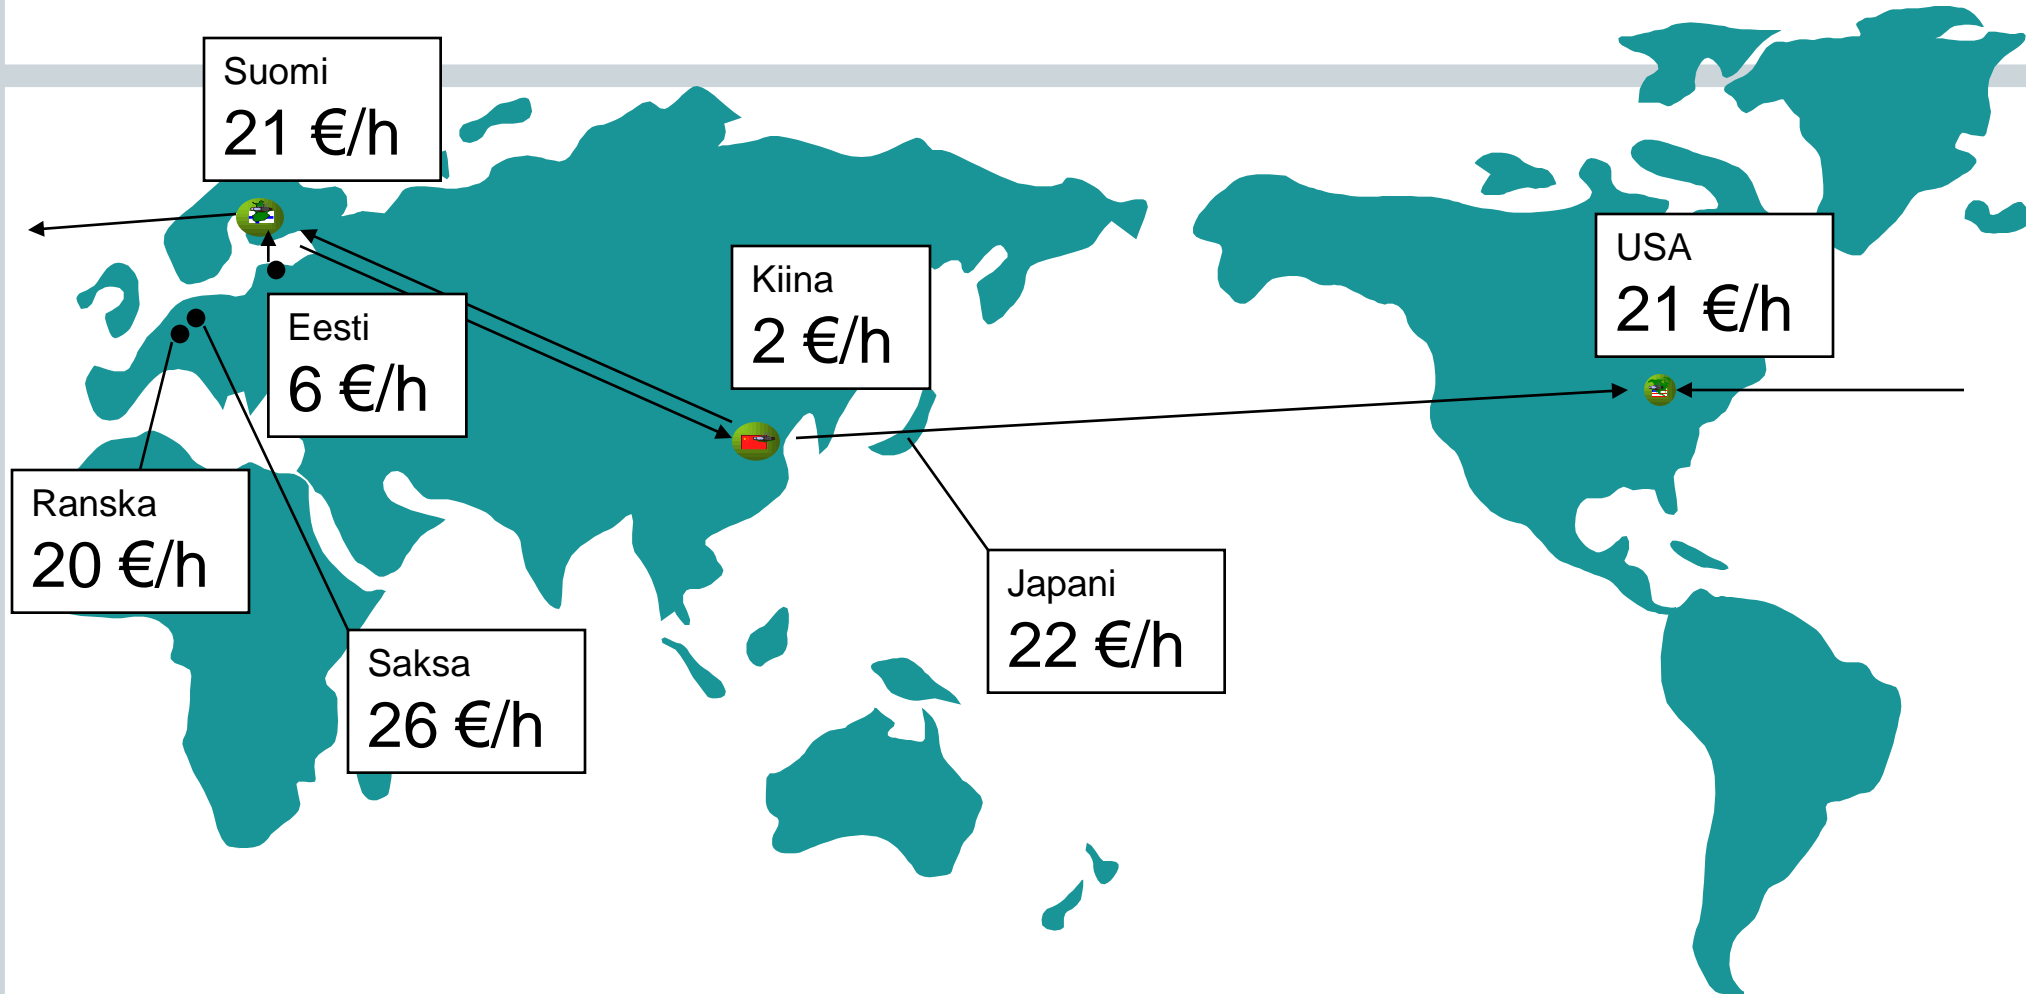 Suomi
21 €/h
Kiina
2 €/h
USA
21 €/h
Eesti
6 €/h
Ranska
20 €/h
Japani
22 €/h
Saksa
26 €/h